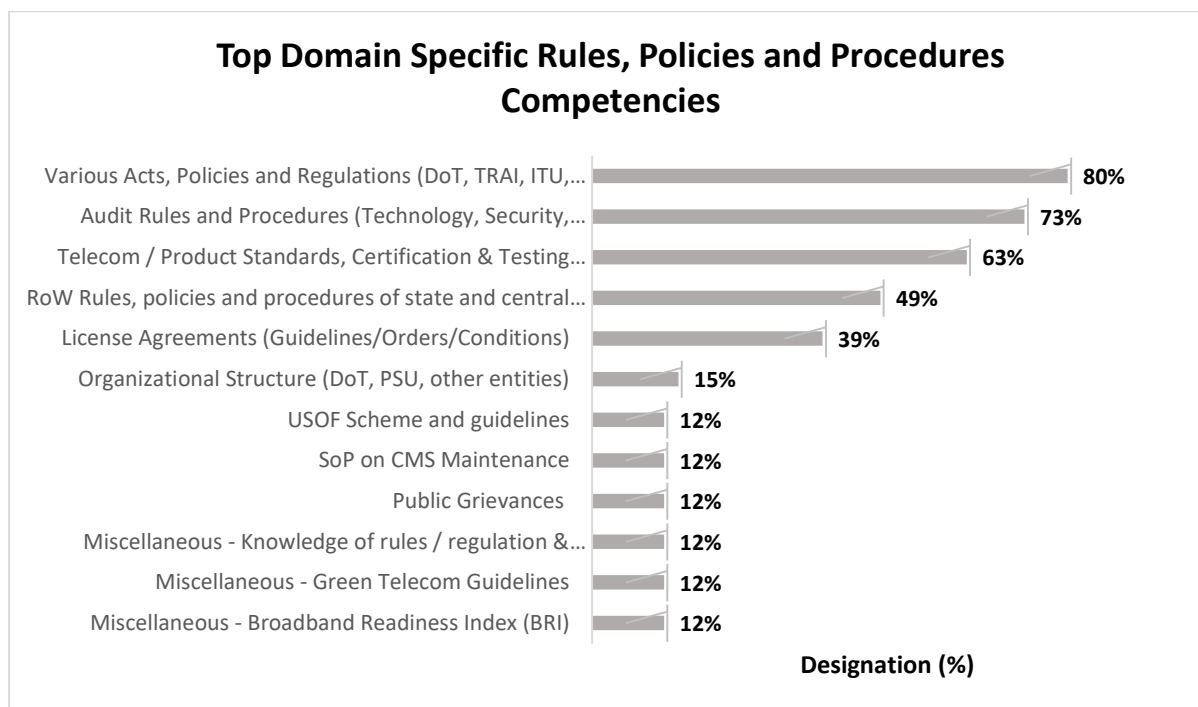 Top Domain Specific Rules, Policies and Procedures
Competencies
Various Acts, Policies and Regulations (DoT, TRAI, ITU,... 80%
Audit Rules and Procedures (Technology, Security,... 73%
Telecom / Product Standards, Certification & Testing... 63%
RoW Rules, policies and procedures of state and central... 49%
License Agreements (Guidelines/Orders/Conditions) 39%
Organizational Structure (DoT, PSU, other entities) 15%
USOF Scheme and guidelines 12%
SoP on CMS Maintenance 12%
Public Grievances 12%
Miscellaneous - Knowledge of rules / regulation &... 12%
Miscellaneous - Green Telecom Guidelines 12%
Miscellaneous - Broadband Readiness Index (BRI) 12%
Designation (%)